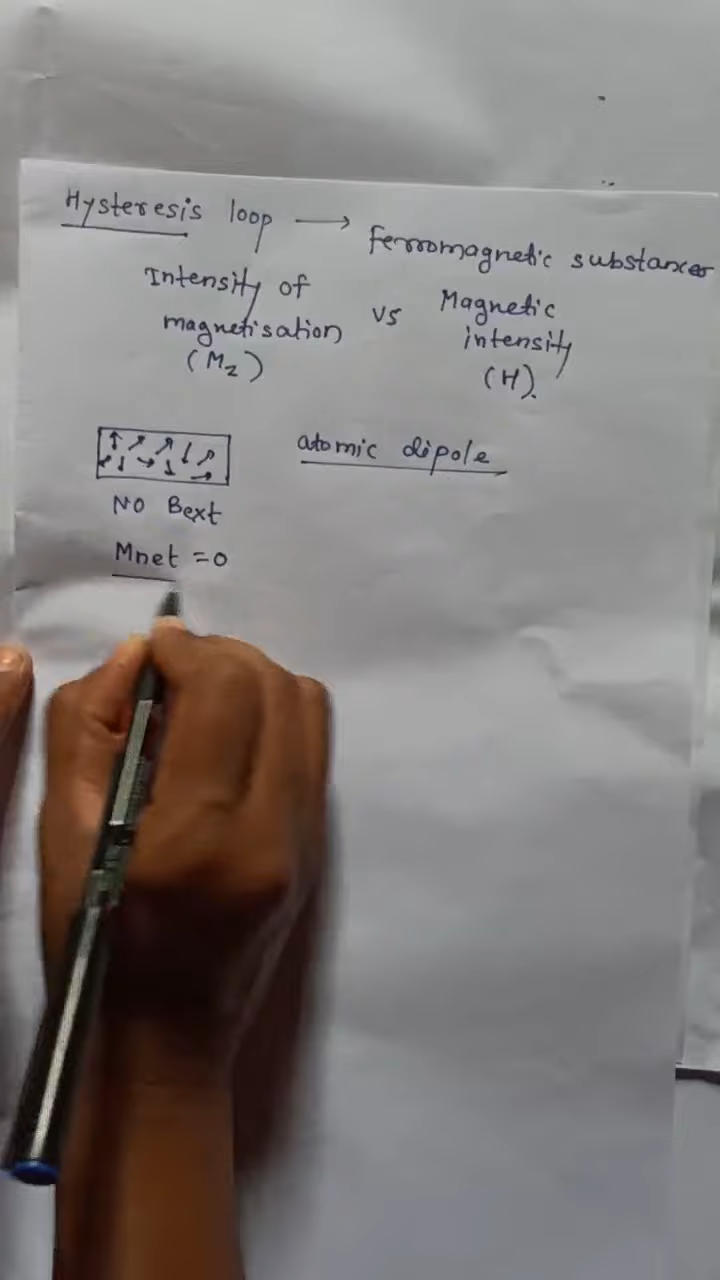 Hysteresis loop → Ferromagnetic substances
Intensity of magnetisation (Mz) vs Magnetic intensity (H).
atomic dipole
NO Bext
Mnet = 0